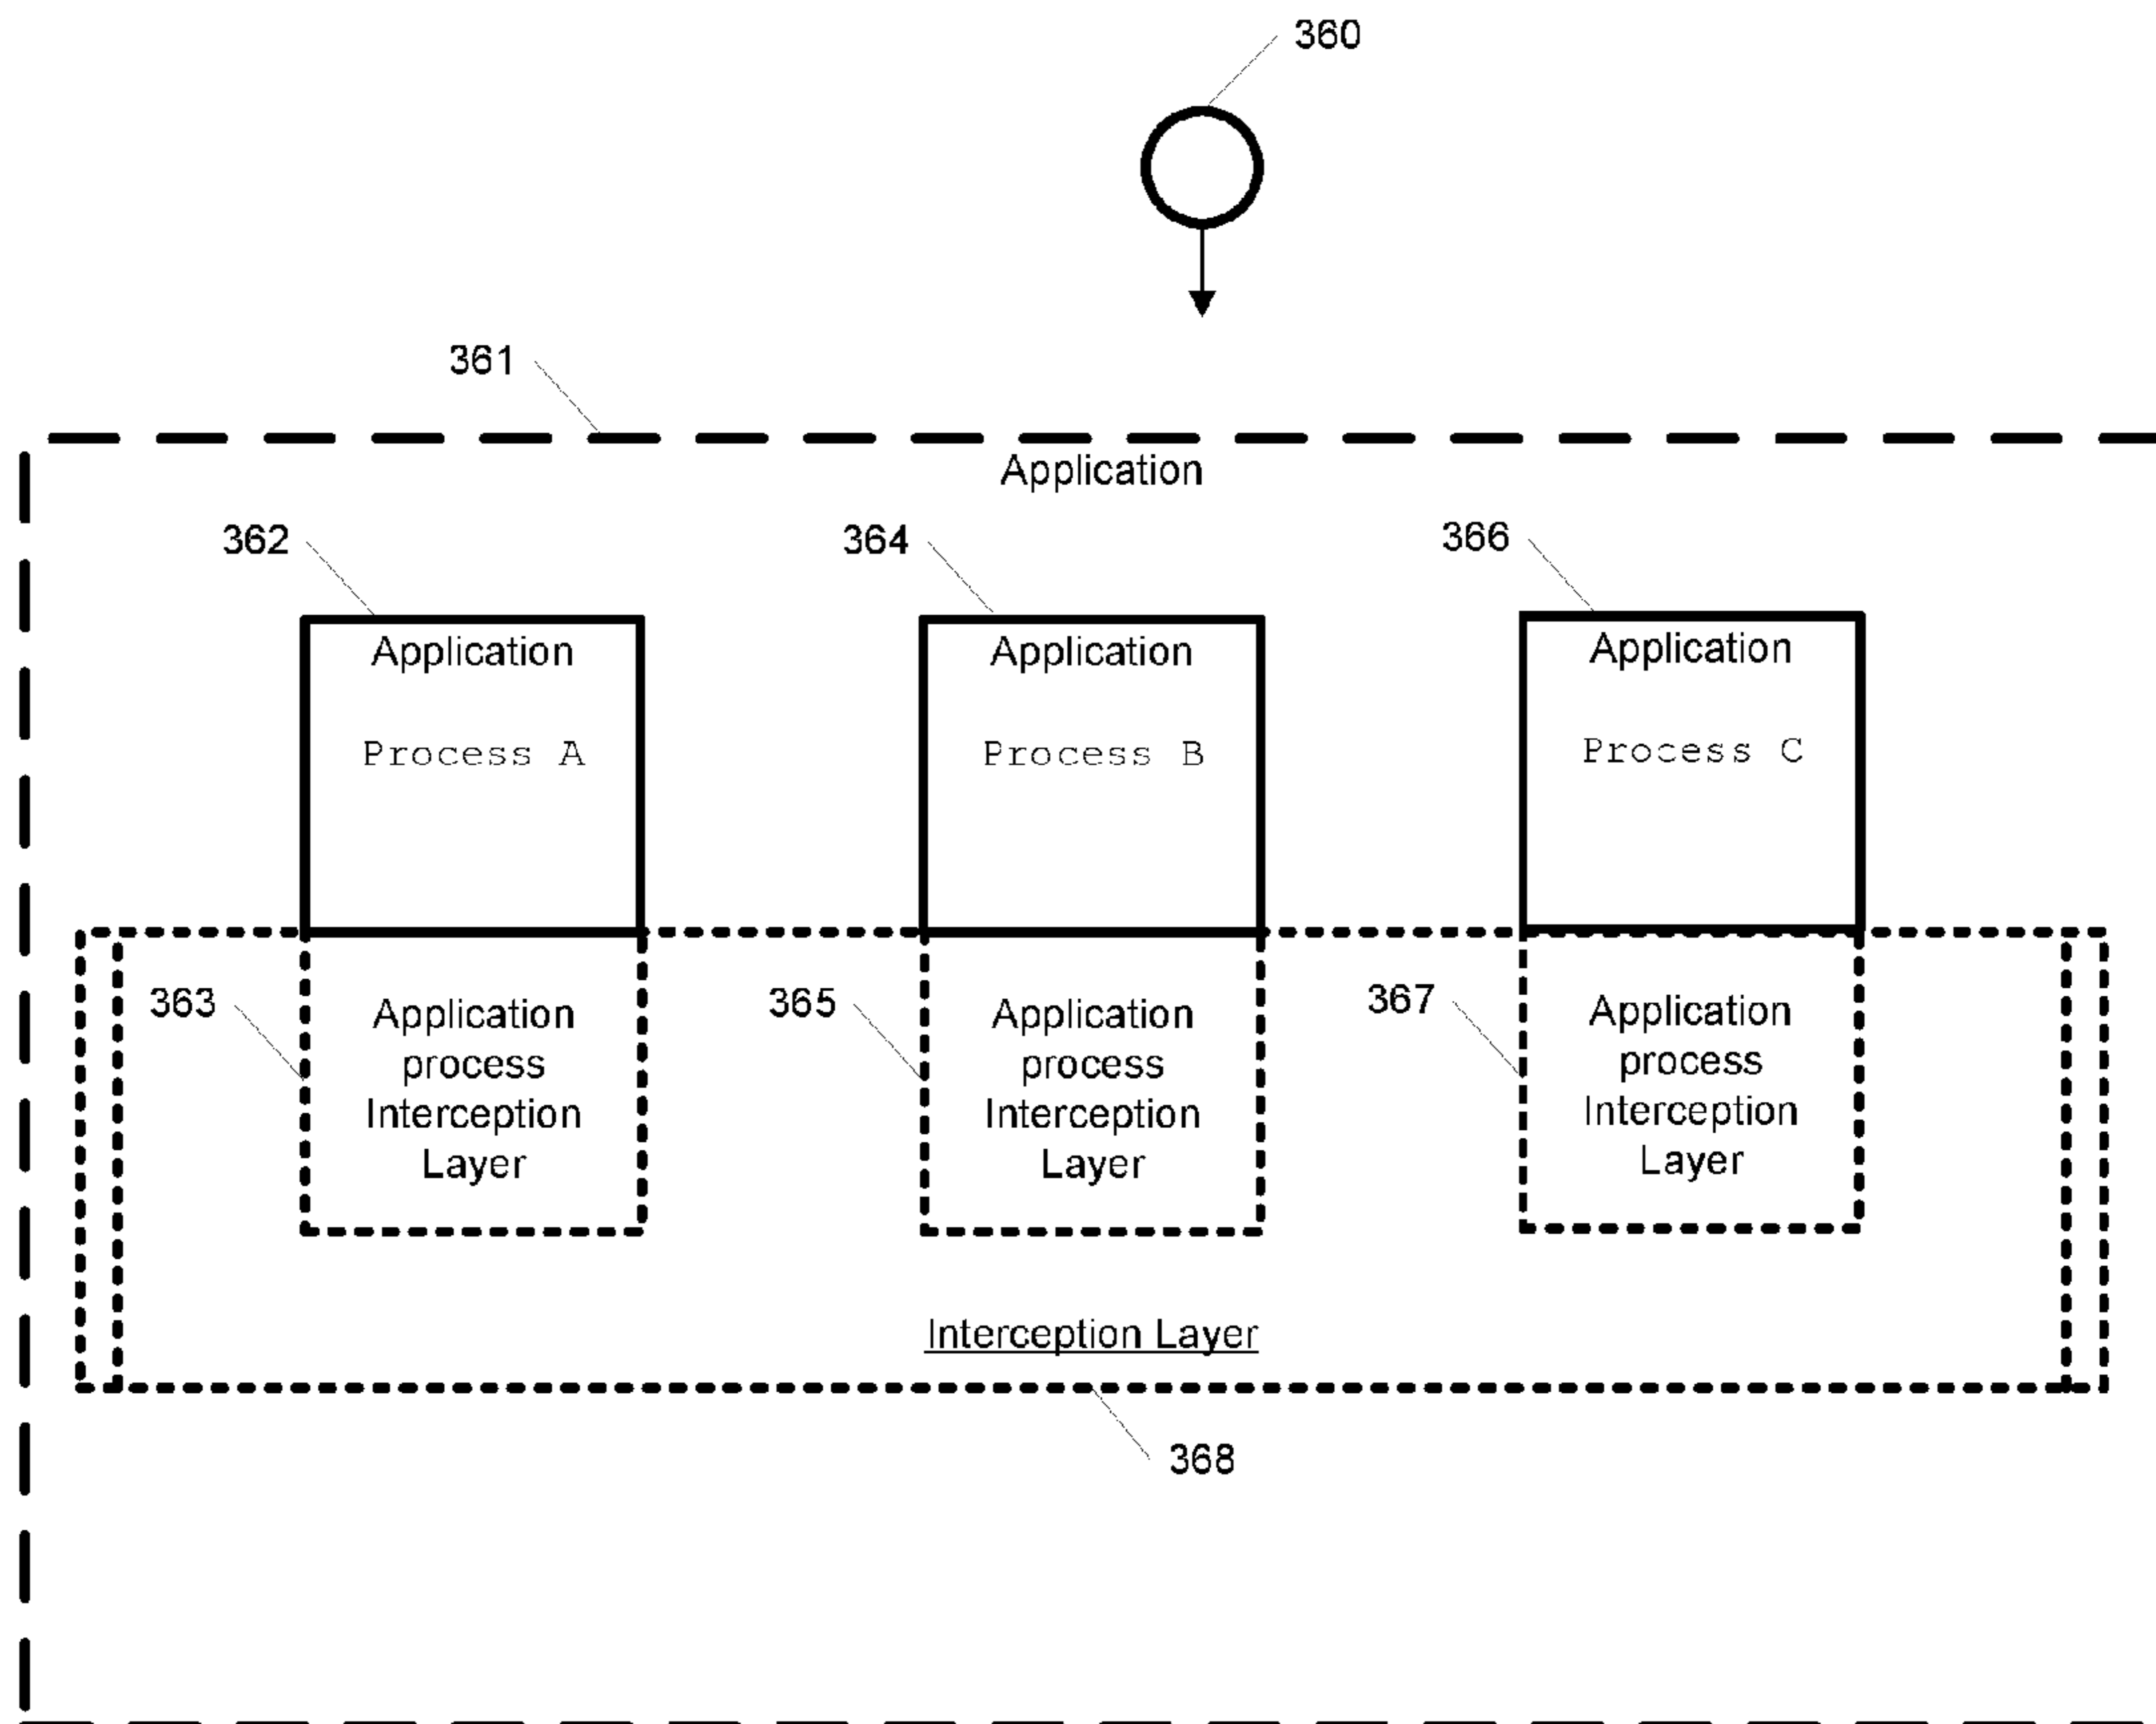 360
361
Application
362
364
366
Application
Application
Application
Process A
Process B
Process C
363
365
367
Application
process
Interception
Layer
Application
process
Interception
Layer
Application
process
Interception
Layer
Interception Layer
368